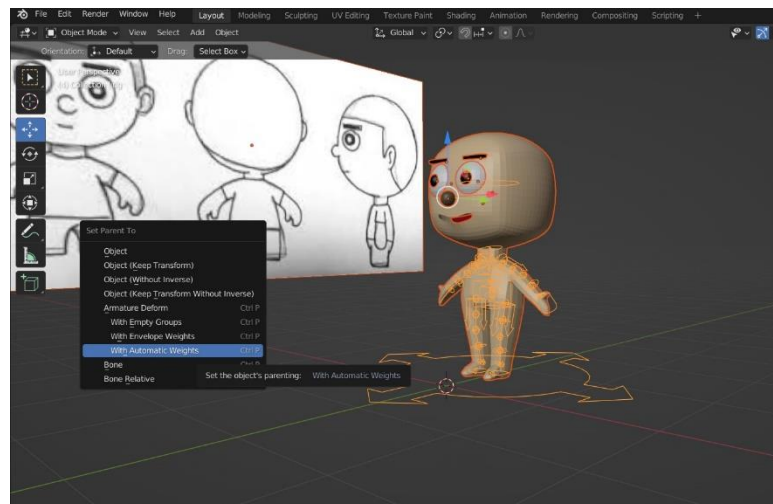 File Edit Render Window Help Layout Modeling Sculpting UV Editing Texture Paint Shading Animation Rendering Compositing Scripting +
Object Mode View Select Add Object Global
Orientation: Default Drag: Select Box
User Perspective
Set Parent To
Object
Object (Keep Transform)
Object (Without Inverse)
Object (Keep Transform Without Inverse)
Armature Deform Ctrl P
With Empty Groups Ctrl P
With Envelope Weights Ctrl P
With Automatic Weights Ctrl P
Bone Ctrl P
Bone Relative
Set the object's parenting: With Automatic Weights